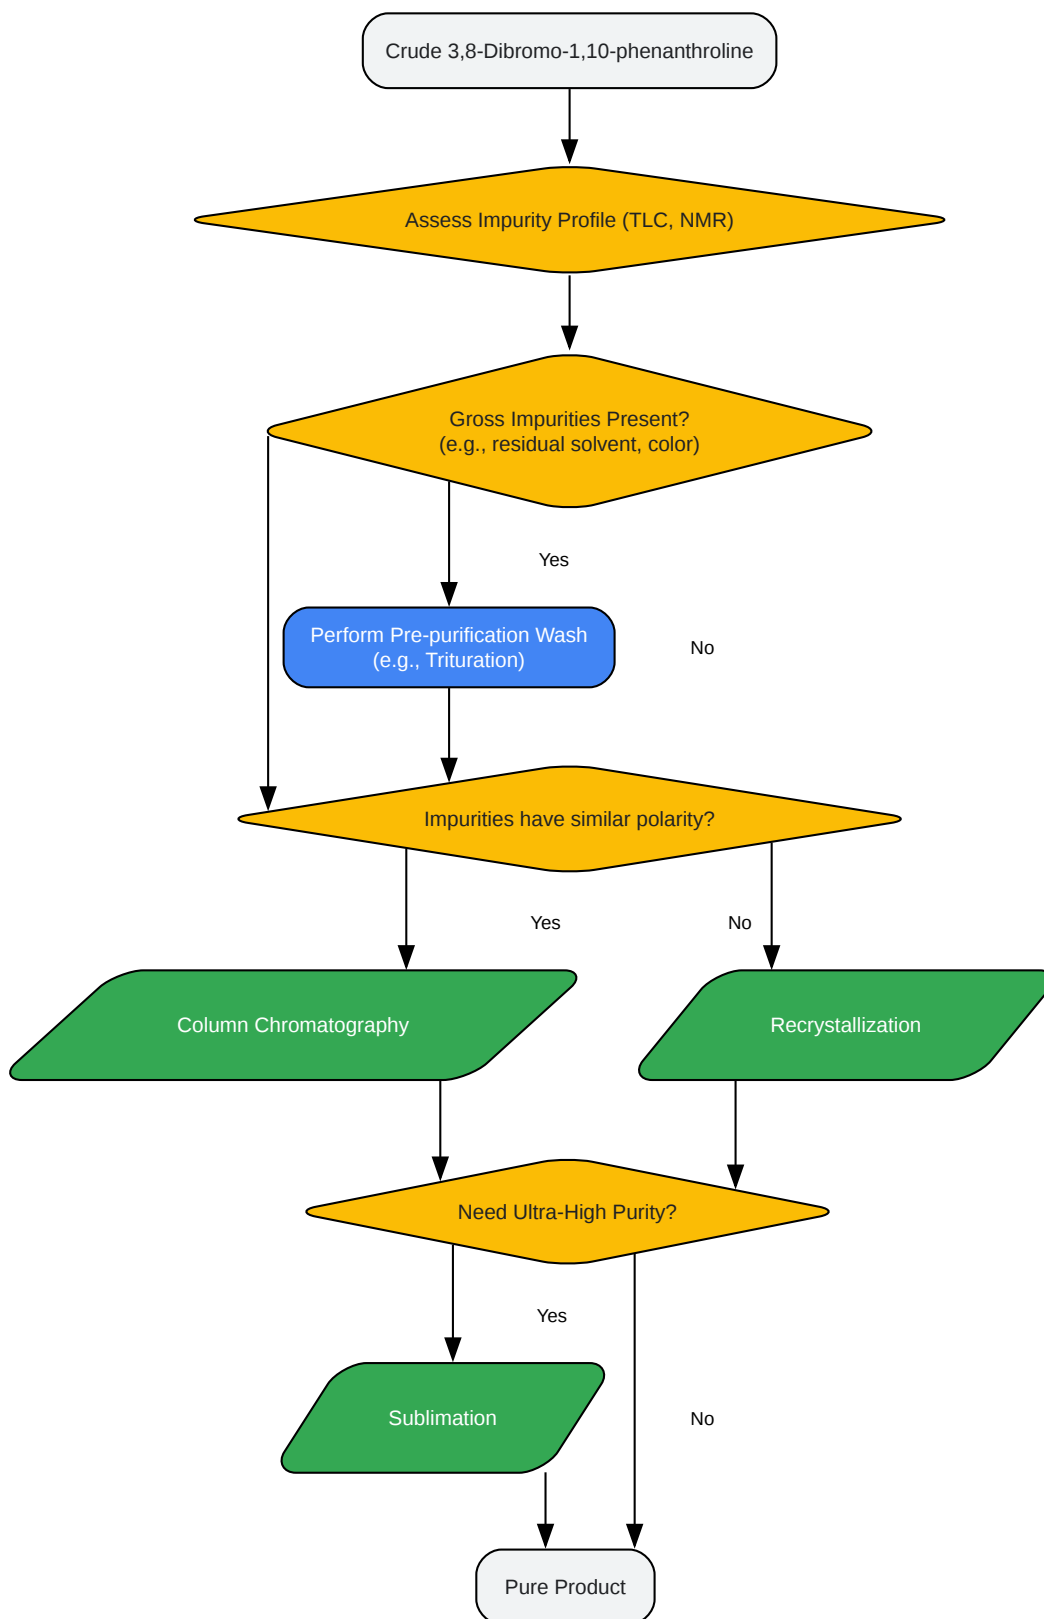 Crude 3,8-Dibromo-1,10-phenanthroline
Assess Impurity Profile (TLC, NMR)
Gross Impurities Present?
(e.g., residual solvent, color)
Yes
Perform Pre-purification Wash
(e.g., Trituration)
No
Impurities have similar polarity?
Yes
No
Column Chromatography
Recrystallization
Need Ultra-High Purity?
Yes
Sublimation
No
Pure Product